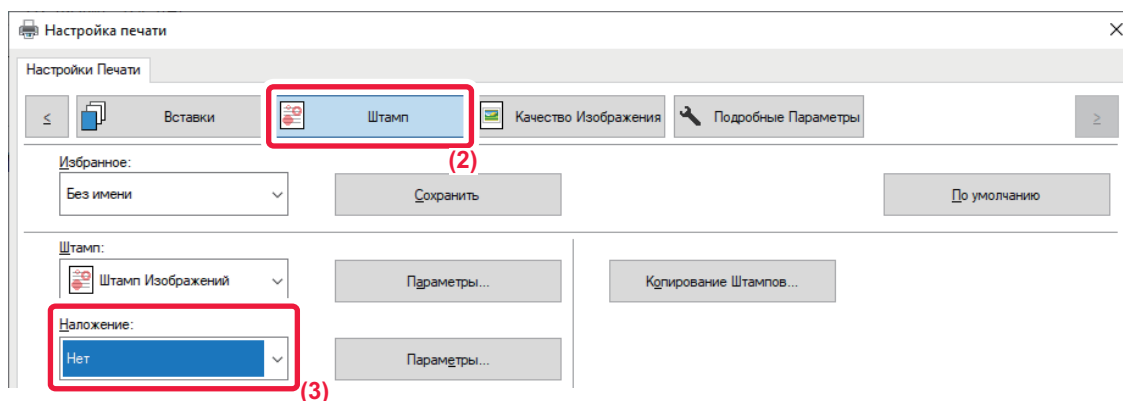 Настройка печати
Настройки Печати
< Вставки Штамп Качество Изображения Подробные Параметры >
(2)
Избранное:
Без имени Сохранить По умолчанию
Штамп:
Штамп Изображений Параметры... Копирование Штампов...
Наложение:
Нет Параметры...
(3)